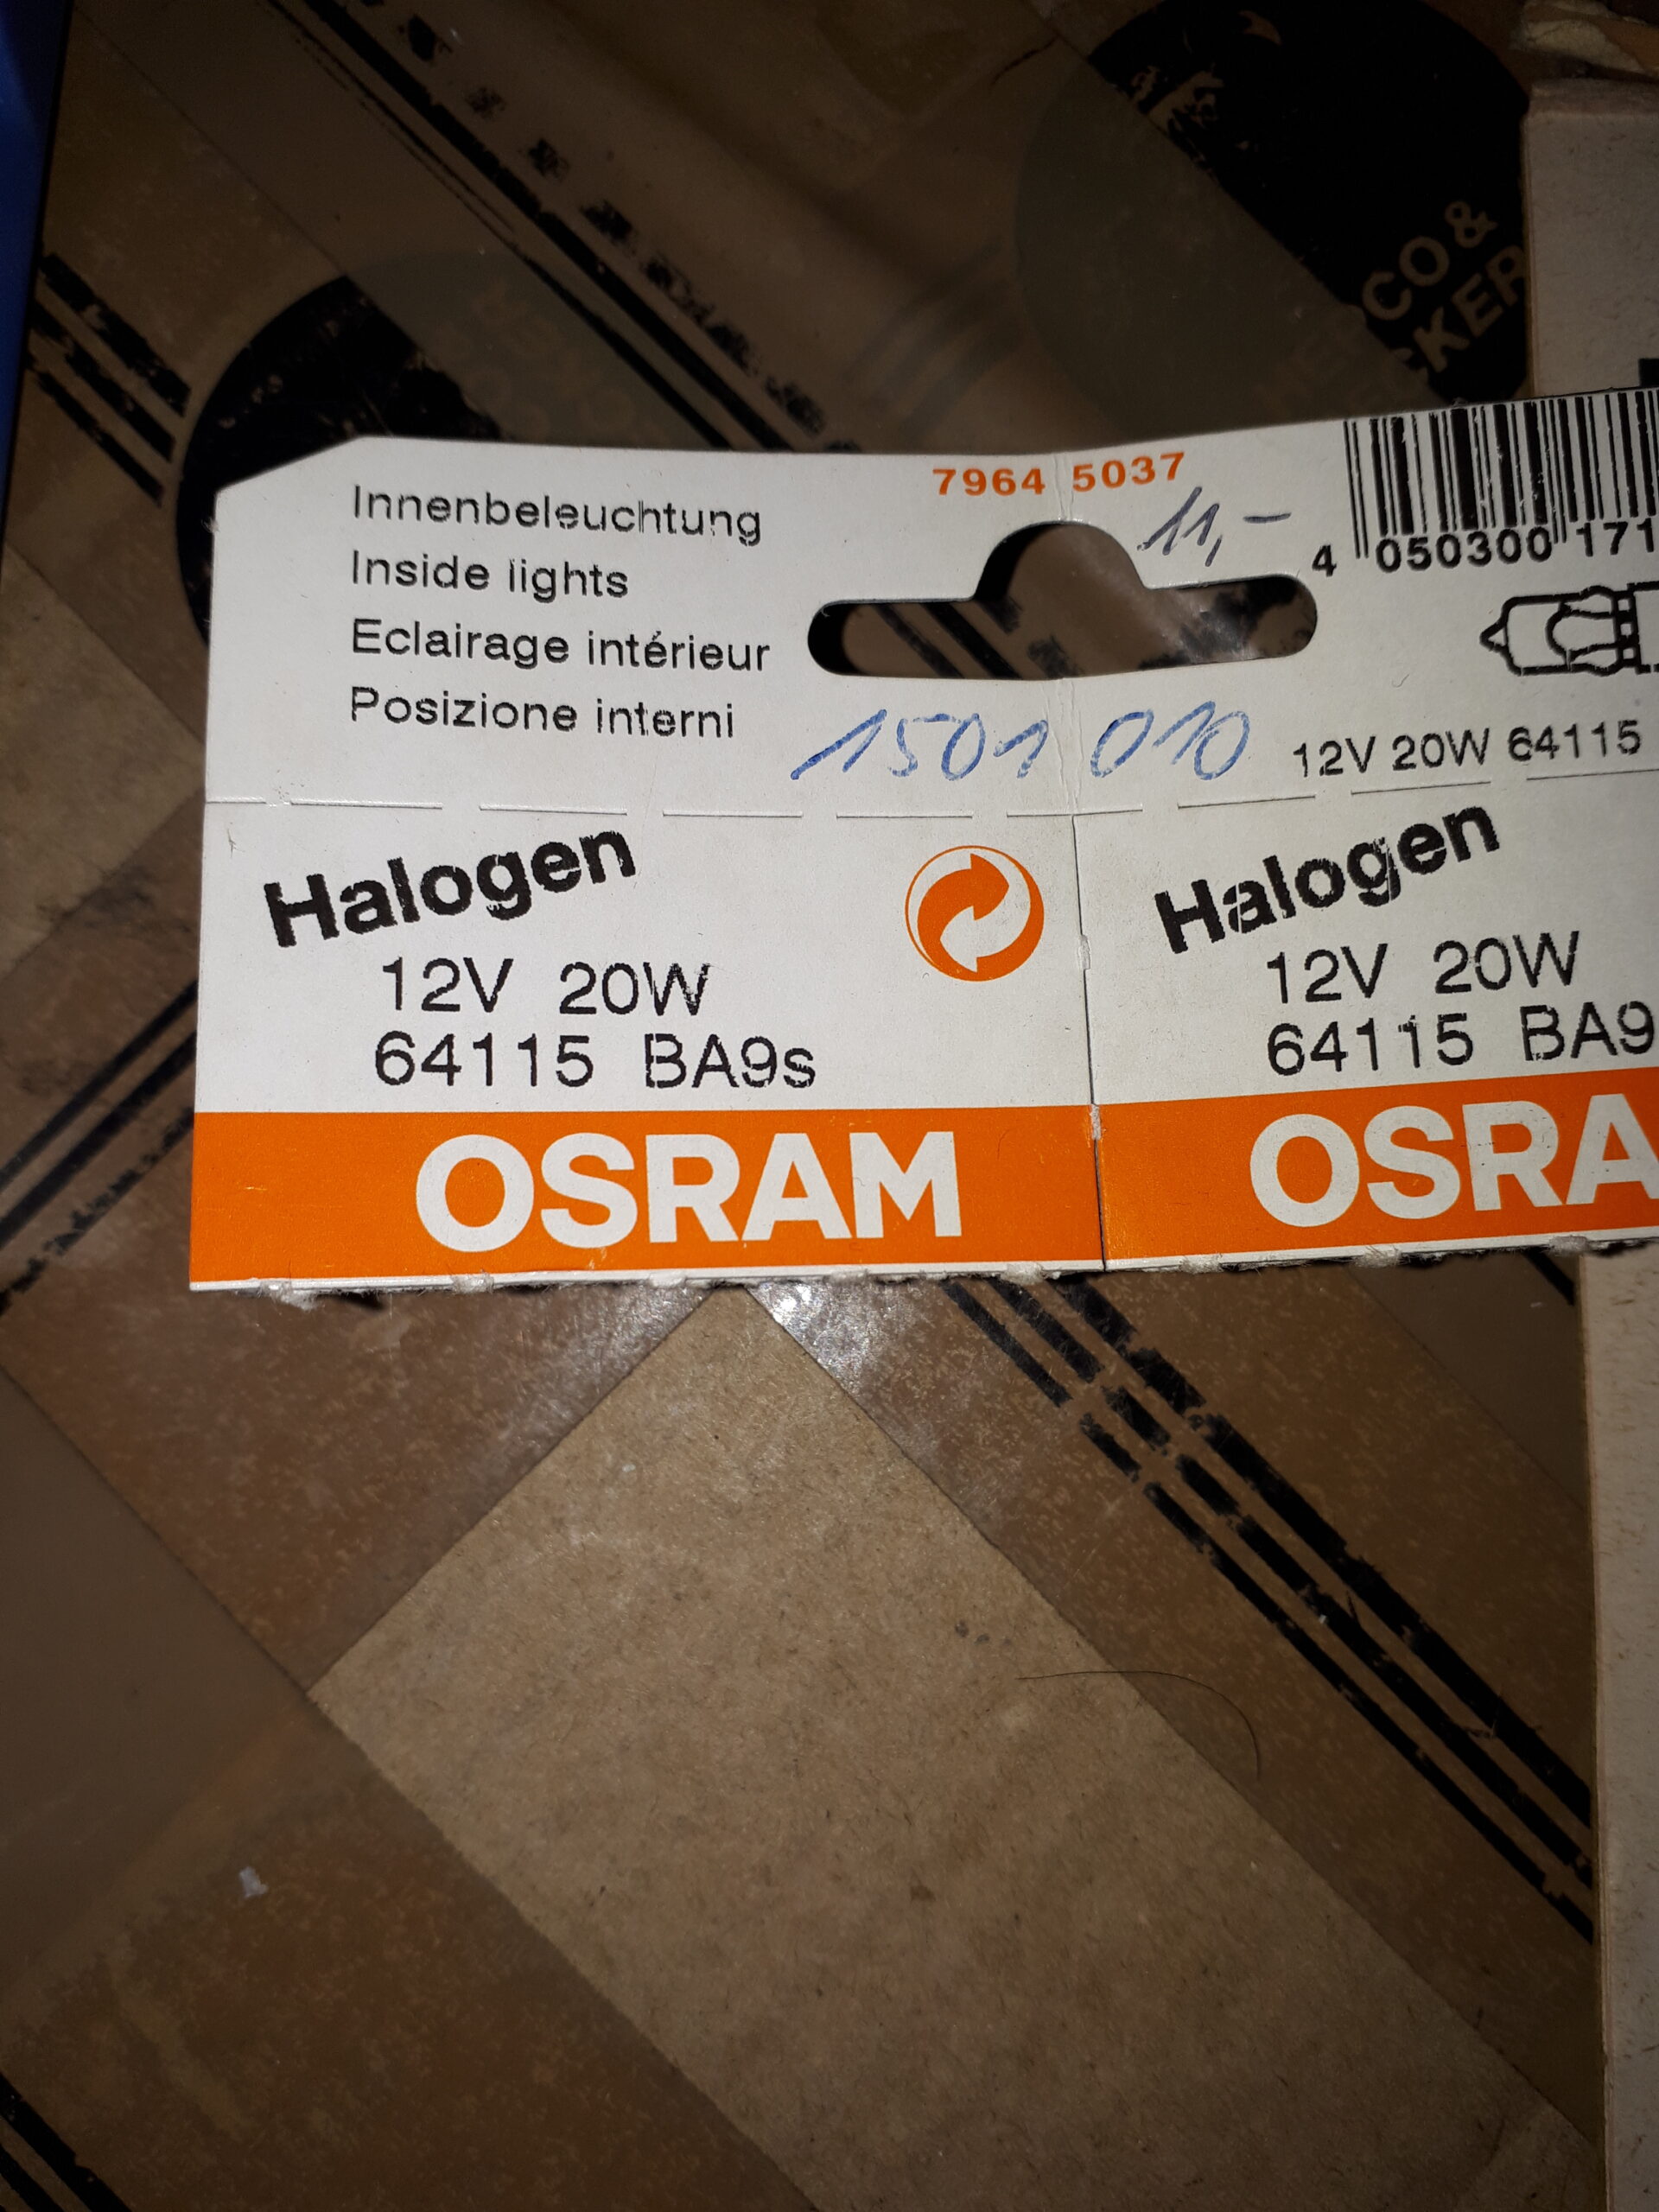 CO &
7964 5037
Innenbeleuchtung
Inside lights
Eclairage intérieur
Posizione interni
11,-
4 050300 171
1501 010
12V 20W 64115
Halogen
12V 20W
64115 BA9s
OSRAM
Halogen
12V 20W
64115 BA9
OSRA